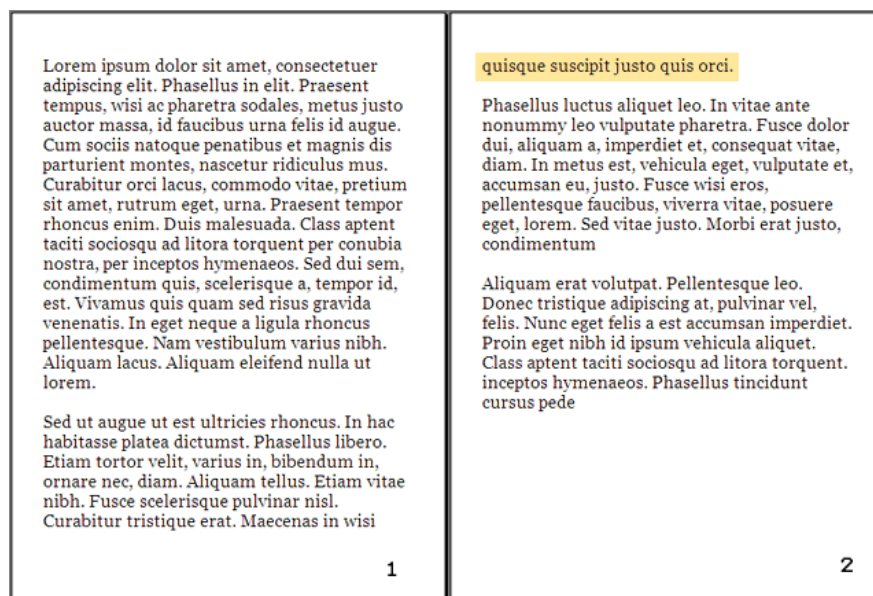 Lorem ipsum dolor sit amet, consectetuer
adipiscing elit. Phasellus in elit. Praesent
tempus, wisi ac pharetra sodales, metus justo
auctor massa, id faucibus urna felis id augue.
Cum sociis natoque penatibus et magnis dis
parturient montes, nascetur ridiculus mus.
Curabitur orci lacus, commodo vitae, pretium
sit amet, rutrum eget, urna. Praesent tempor
rhoncus enim. Duis malesuada. Class aptent
taciti sociosqu ad litora torquent per conubia
nostra, per inceptos hymenaeos. Sed dui sem,
condimentum quis, scelerisque a, tempor id,
est. Vivamus quis quam sed risus gravida
venenatis. In eget neque a ligula rhoncus
pellentesque. Nam vestibulum varius nibh.
Aliquam lacus. Aliquam eleifend nulla ut
lorem.
Sed ut augue ut est ultricies rhoncus. In hac
habitasse platea dictumst. Phasellus libero.
Etiam tortor velit, varius in, bibendum in,
ornare nec, diam. Aliquam tellus. Etiam vitae
nibh. Fusce scelerisque pulvinar nisl.
Curabitur tristique erat. Maecenas in wisi
1
quisque suscipit justo quis orci.
Phasellus luctus aliquet leo. In vitae ante
nonummy leo vulputate pharetra. Fusce dolor
dui, aliquam a, imperdiet et, consequat vitae,
diam. In metus est, vehicula eget, vulputate et,
accumsan eu, justo. Fusce wisi eros,
pellentesque faucibus, viverra vitae, posuere
eget, lorem. Sed vitae justo. Morbi erat justo,
condimentum
Aliquam erat volutpat. Pellentesque leo.
Donec tristique adipiscing at, pulvinar vel,
felis. Nunc eget felis a est accumsan imperdiet.
Proin eget nibh id ipsum vehicula aliquet.
Class aptent taciti sociosqu ad litora torquent.
inceptos hymenaeos. Phasellus tincidunt
cursus pede
2